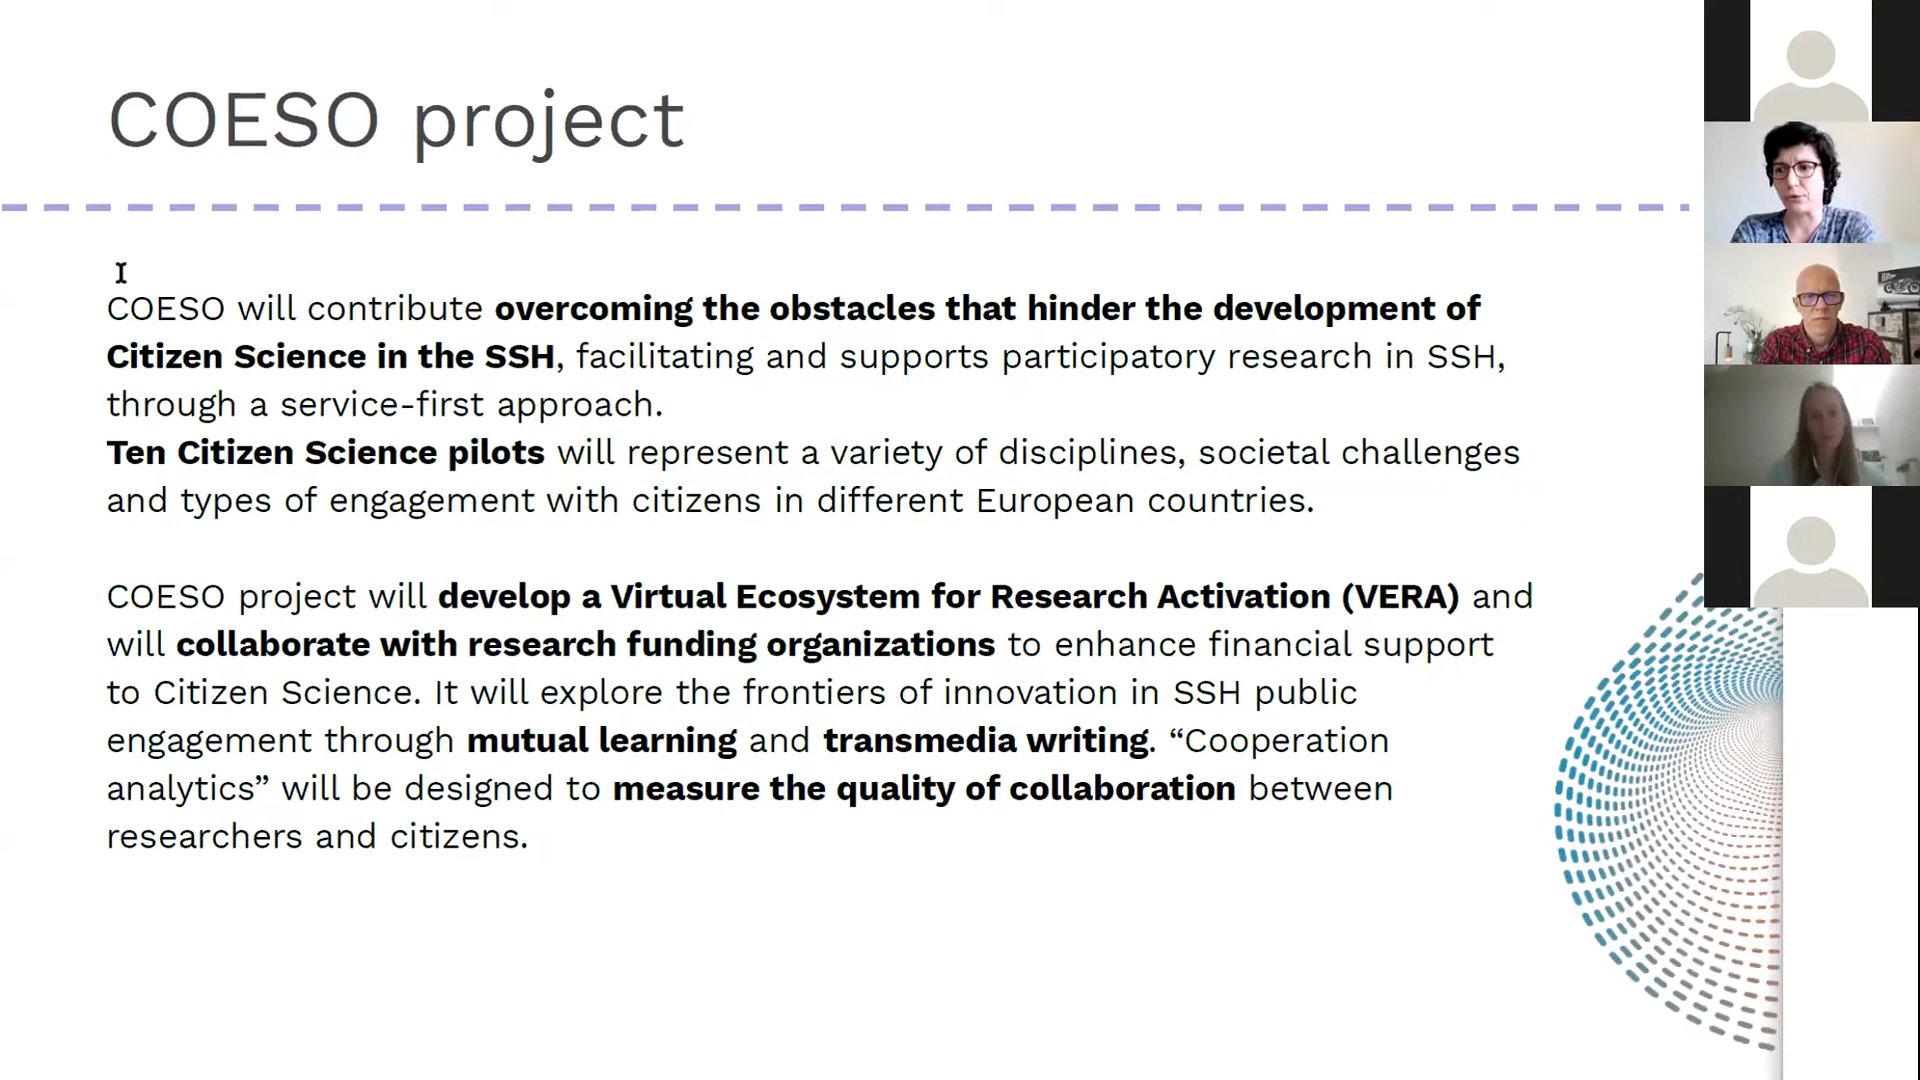 COESO project
COESO will contribute overcoming the obstacles that hinder the development of
Citizen Science in the SSH, facilitating and supports participatory research in SSH,
through a service-first approach.
Ten Citizen Science pilots will represent a variety of disciplines, societal challenges
and types of engagement with citizens in different European countries.
COESO project will develop a Virtual Ecosystem for Research Activation (VERA) and
will collaborate with research funding organizations to enhance financial support
to Citizen Science. It will explore the frontiers of innovation in SSH public
engagement through mutual learning and transmedia writing. “Cooperation
analytics” will be designed to measure the quality of collaboration between
researchers and citizens.